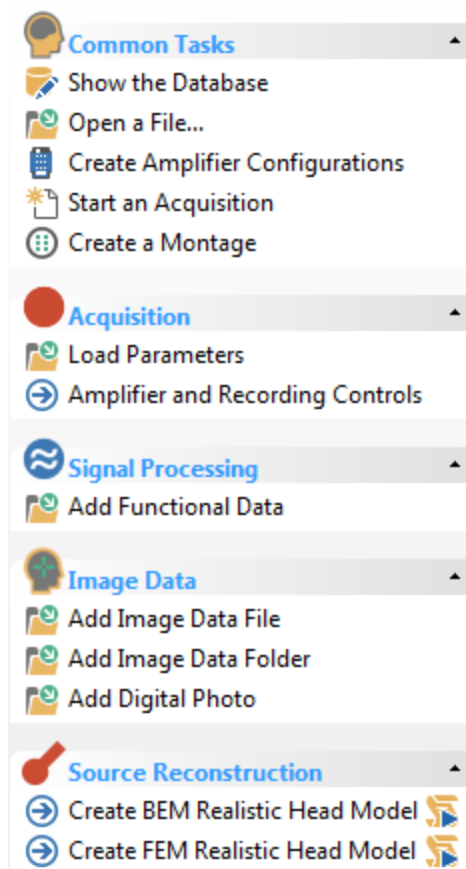 Common Tasks
Show the Database
Open a File...
Create Amplifier Configurations
Start an Acquisition
Create a Montage
Acquisition
Load Parameters
Amplifier and Recording Controls
Signal Processing
Add Functional Data
Image Data
Add Image Data File
Add Image Data Folder
Add Digital Photo
Source Reconstruction
Create BEM Realistic Head Model
Create FEM Realistic Head Model